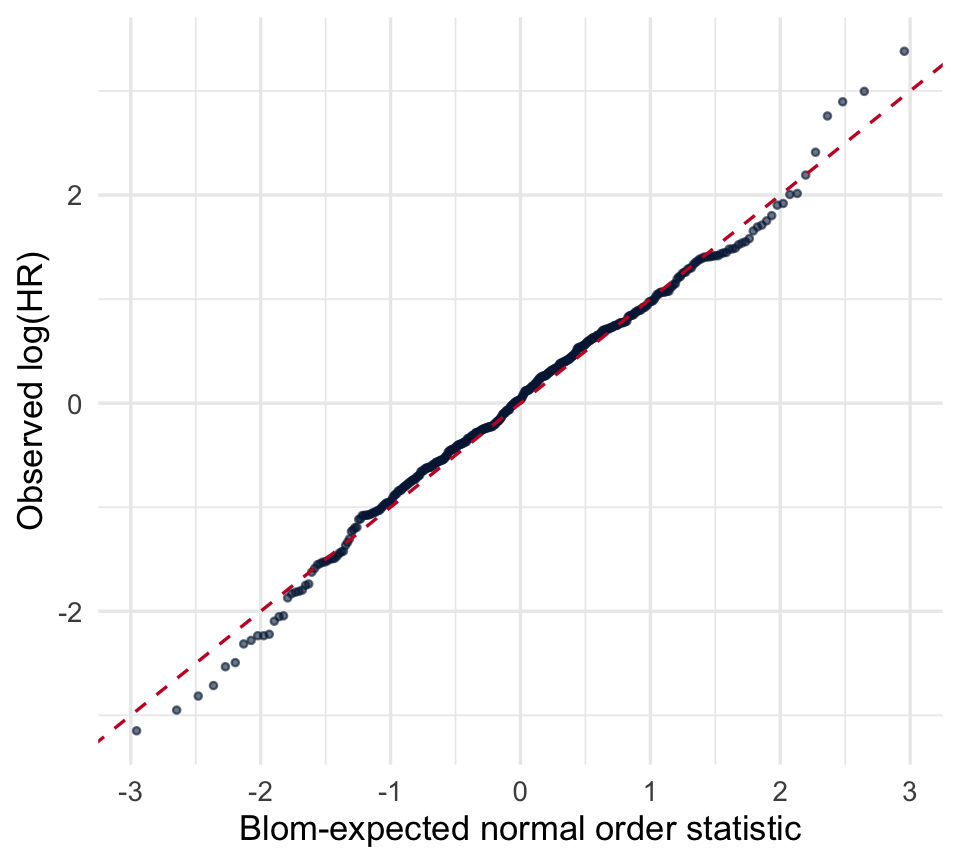 Observed log(HR)
2
0
-2
-3 -2 -1 0 1 2 3
Blom-expected normal order statistic